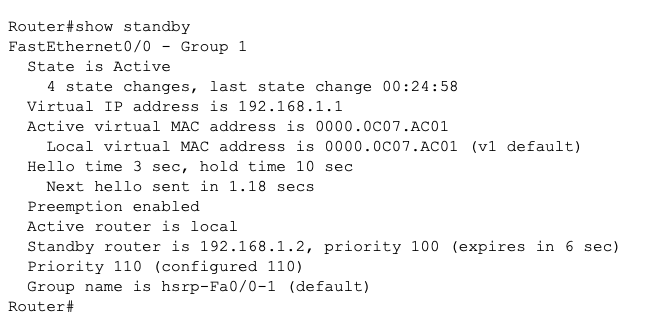 Router#show standby
FastEthernet0/0 - Group 1
State is Active
4 state changes, last state change 00:24:58
Virtual IP address is 192.168.1.1
Active virtual MAC address is 0000.0C07.AC01
Local virtual MAC address is 0000.0C07.AC01 (v1 default)
Hello time 3 sec, hold time 10 sec
Next hello sent in 1.18 secs
Preemption enabled
Active router is local
Standby router is 192.168.1.2, priority 100 (expires in 6 sec)
Priority 110 (configured 110)
Group name is hsrp-Fa0/0-1 (default)
Router#